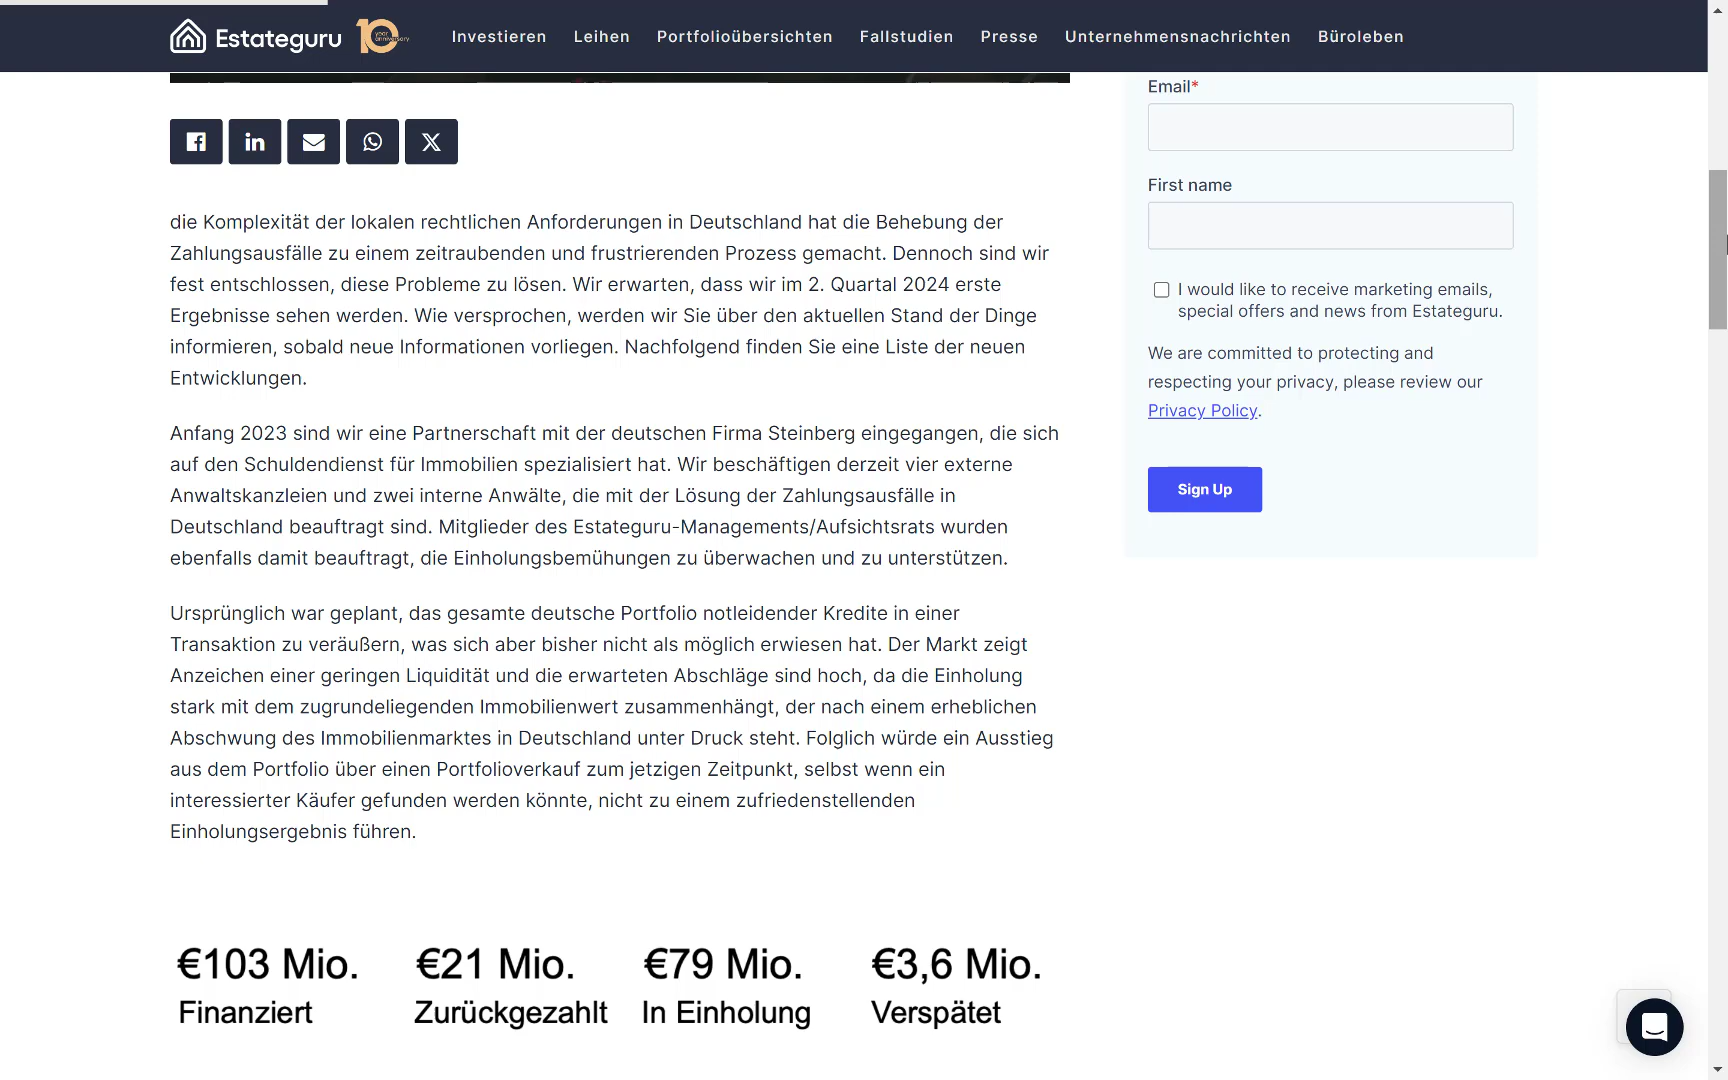 Estateguru
10 year anniversary
Investieren Leihen Portfolioübersichten Fallstudien Presse Unternehmensnachrichten Büroleben
die Komplexität der lokalen rechtlichen Anforderungen in Deutschland hat die Behebung der
Zahlungsausfälle zu einem zeitraubenden und frustrierenden Prozess gemacht. Dennoch sind wir
fest entschlossen, diese Probleme zu lösen. Wir erwarten, dass wir im 2. Quartal 2024 erste
Ergebnisse sehen werden. Wie versprochen, werden wir Sie über den aktuellen Stand der Dinge
informieren, sobald neue Informationen vorliegen. Nachfolgend finden Sie eine Liste der neuen
Entwicklungen.
Anfang 2023 sind wir eine Partnerschaft mit der deutschen Firma Steinberg eingegangen, die sich
auf den Schuldendienst für Immobilien spezialisiert hat. Wir beschäftigen derzeit vier externe
Anwaltskanzleien und zwei interne Anwälte, die mit der Lösung der Zahlungsausfälle in
Deutschland beauftragt sind. Mitglieder des Estateguru-Managements/Aufsichtsrats wurden
ebenfalls damit beauftragt, die Einholungsbemühungen zu überwachen und zu unterstützen.
Ursprünglich war geplant, das gesamte deutsche Portfolio notleidender Kredite in einer
Transaktion zu veräußern, was sich aber bisher nicht als möglich erwiesen hat. Der Markt zeigt
Anzeichen einer geringen Liquidität und die erwarteten Abschläge sind hoch, da die Einholung
stark mit dem zugrundeliegenden Immobilienwert zusammenhängt, der nach einem erheblichen
Abschwung des Immobilienmarktes in Deutschland unter Druck steht. Folglich würde ein Ausstieg
aus dem Portfolio über einen Portfolioverkauf zum jetzigen Zeitpunkt, selbst wenn ein
interessierter Käufer gefunden werden könnte, nicht zu einem zufriedenstellenden
Einholungsergebnis führen.
€103 Mio. €21 Mio. €79 Mio. €3,6 Mio.
Finanziert Zurückgezahlt In Einholung Verspätet
Email*
First name
I would like to receive marketing emails,
special offers and news from Estateguru.
We are committed to protecting and
respecting your privacy, please review our
Privacy Policy.
Sign Up